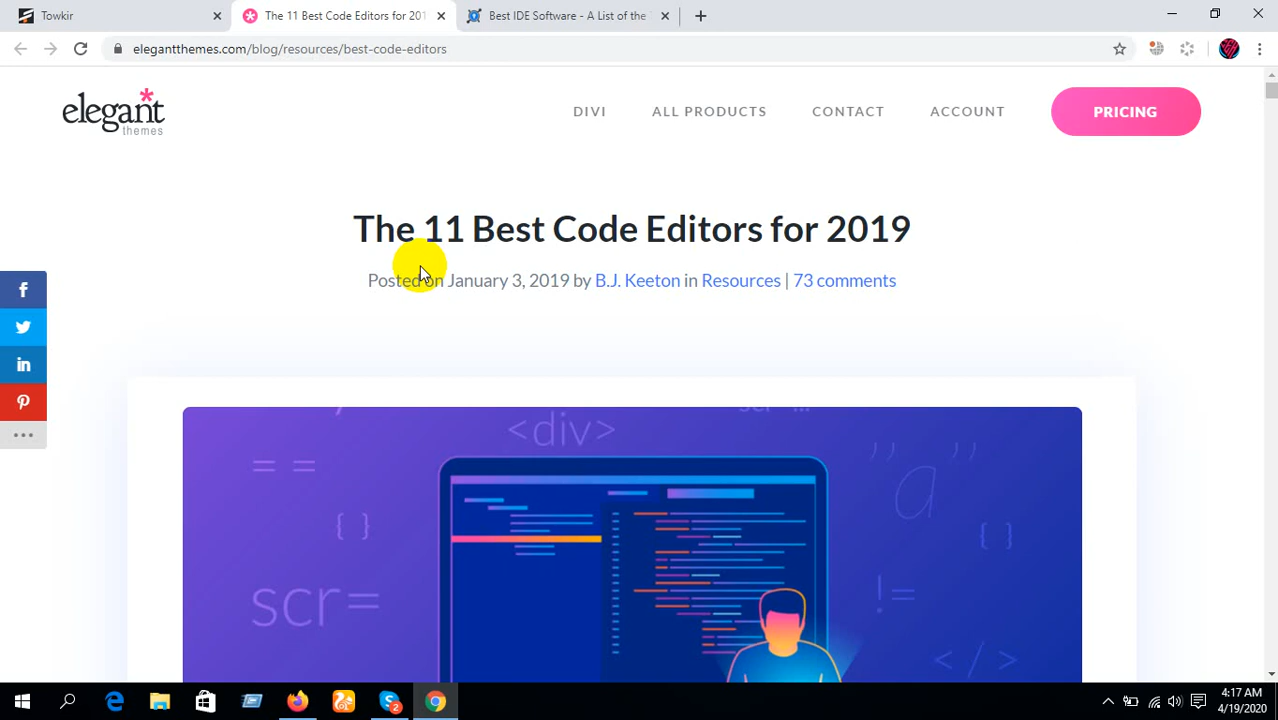 Towkir
The 11 Best Code Editors for 201
Best IDE Software - A List of the
elegantthemes.com/blog/resources/best-code-editors
elegant
themes
DIVI
ALL PRODUCTS
CONTACT
ACCOUNT
PRICING
The 11 Best Code Editors for 2019
Posted on January 3, 2019 by B.J. Keeton in Resources | 73 comments
<div>
= =
{ }
scr=
scr ...
,, ,,
a
{ }
!=
</>
2
4:17 AM
4/19/2020